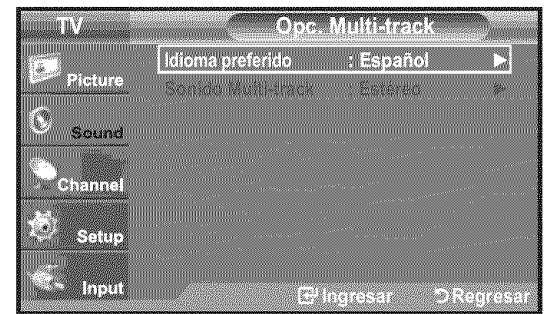 TV
Opc. Multi-track
Picture
Sound
Channel
Setup
Input
Idioma preferido : Español
Sonido Multi-track : Estéreo
Ingresar
Regresar